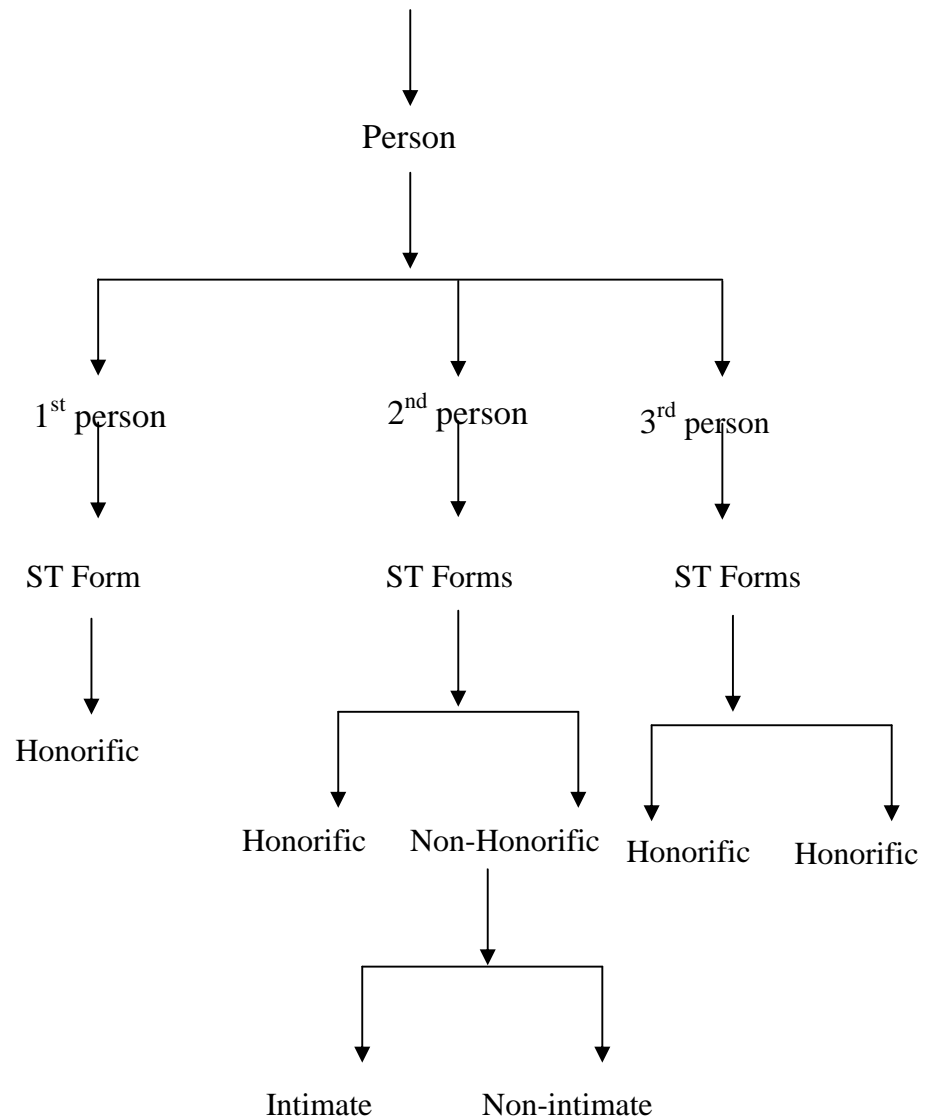 Person
1st person 2nd person 3rd person
ST Form ST Forms ST Forms
Honorific
Honorific Non-Honorific Honorific Honorific
Intimate Non-intimate